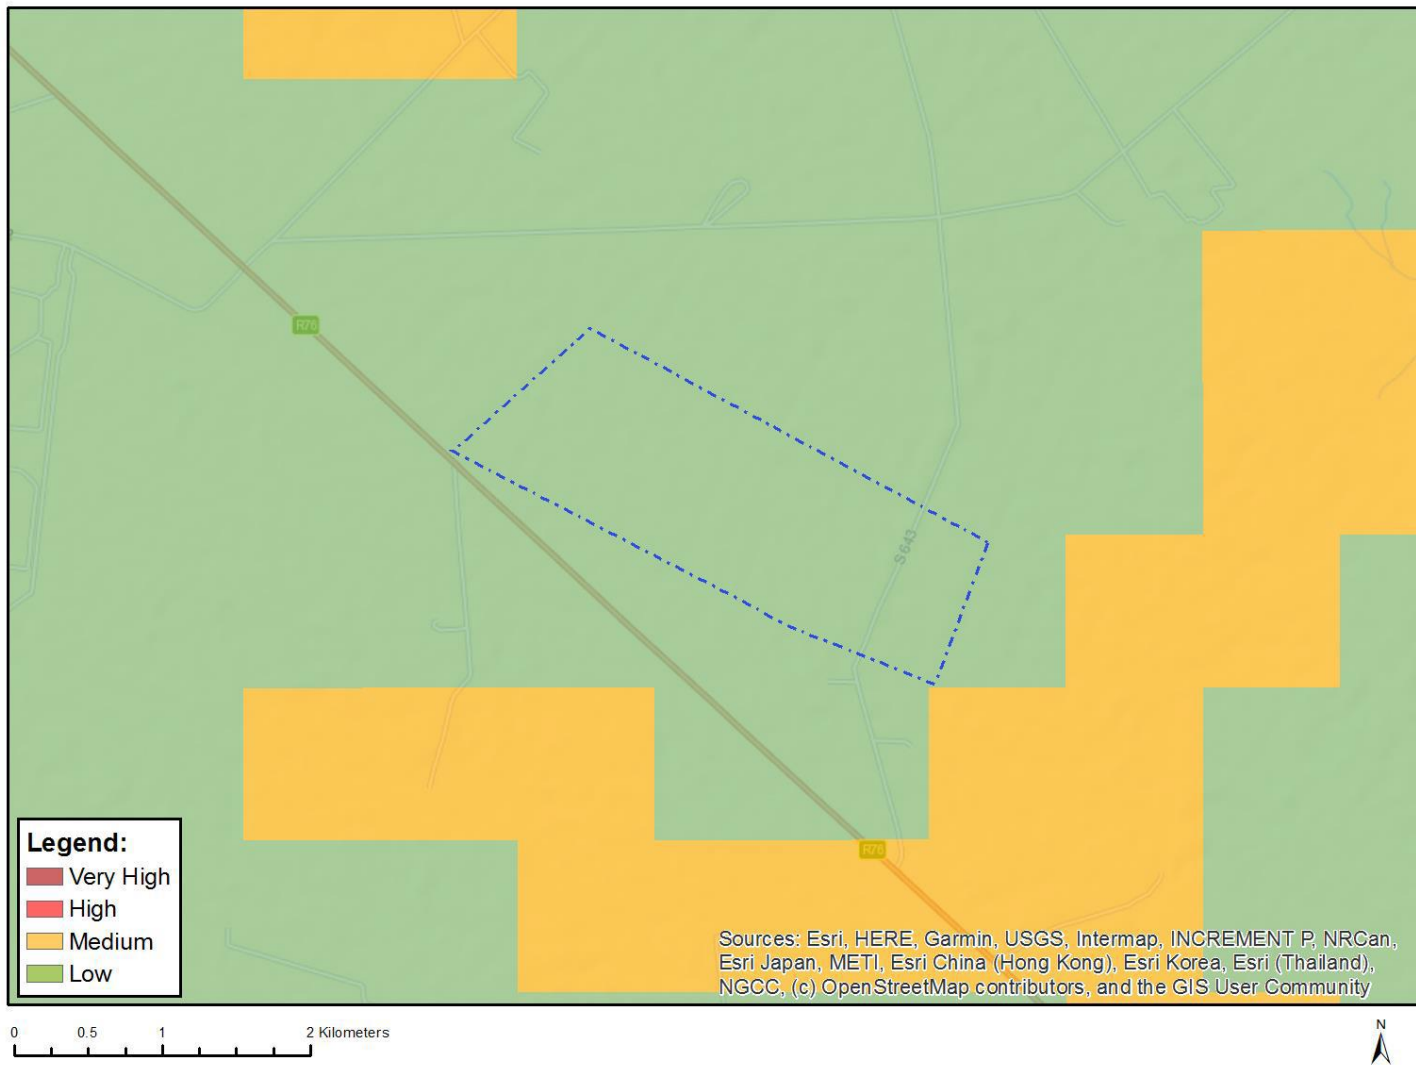 R76
S 643
R76
Legend:
Very High
High
Medium
Low
Sources: Esri, HERE, Garmin, USGS, Intermap, INCREMENT P, NRCan,
Esri Japan, METI, Esri China (Hong Kong), Esri Korea, Esri (Thailand),
NGCC, (c) OpenStreetMap contributors, and the GIS User Community
0 0.5 1 2 Kilometers
N